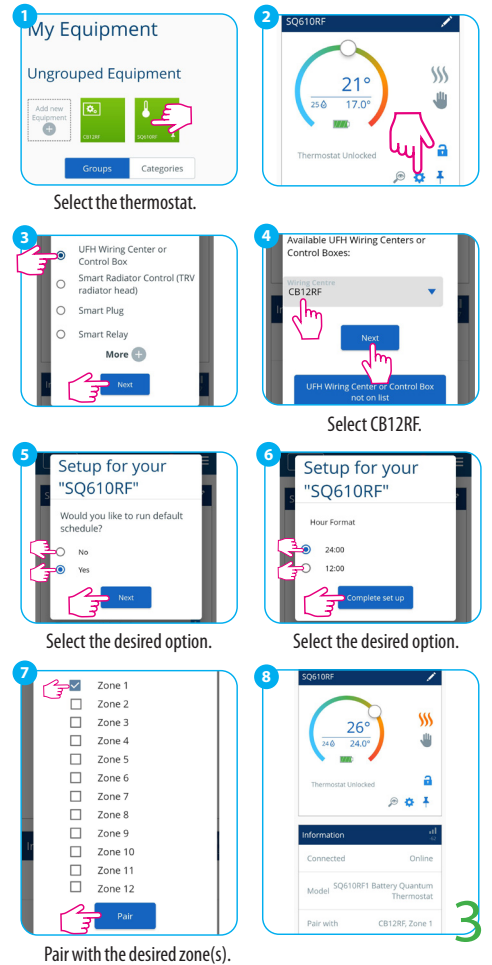 1
My Equipment
Ungrouped Equipment
Add new
Equipment
CB12RF
SQ610RF
Groups
Categories
Select the thermostat.
2
SQ610RF
21°
25
17.0°
Thermostat Unlocked
3
UFH Wiring Center or
Control Box
Smart Radiator Control (TRV
radiator head)
Smart Plug
Smart Relay
More
Next
4
Available UFH Wiring Centers or
Control Boxes:
Wiring Centre
CB12RF
Next
UFH Wiring Center or Control Box
not on list
Select CB12RF.
5
Setup for your
"SQ610RF"
Would you like to run default
schedule?
No
Yes
Next
Select the desired option.
6
Setup for your
"SQ610RF"
Hour Format
24:00
12:00
Complete set up
Select the desired option.
7
Zone 1
Zone 2
Zone 3
Zone 4
Zone 5
Zone 6
Zone 7
Zone 8
Zone 9
Zone 10
Zone 11
Zone 12
Pair
Pair with the desired zone(s).
8
SQ610RF
26°
24
24.0°
Thermostat Unlocked
Information
Connected Online
Model SQ610RF1 Battery Quantum
Thermostat
Pair with CB12RF, Zone 1
3